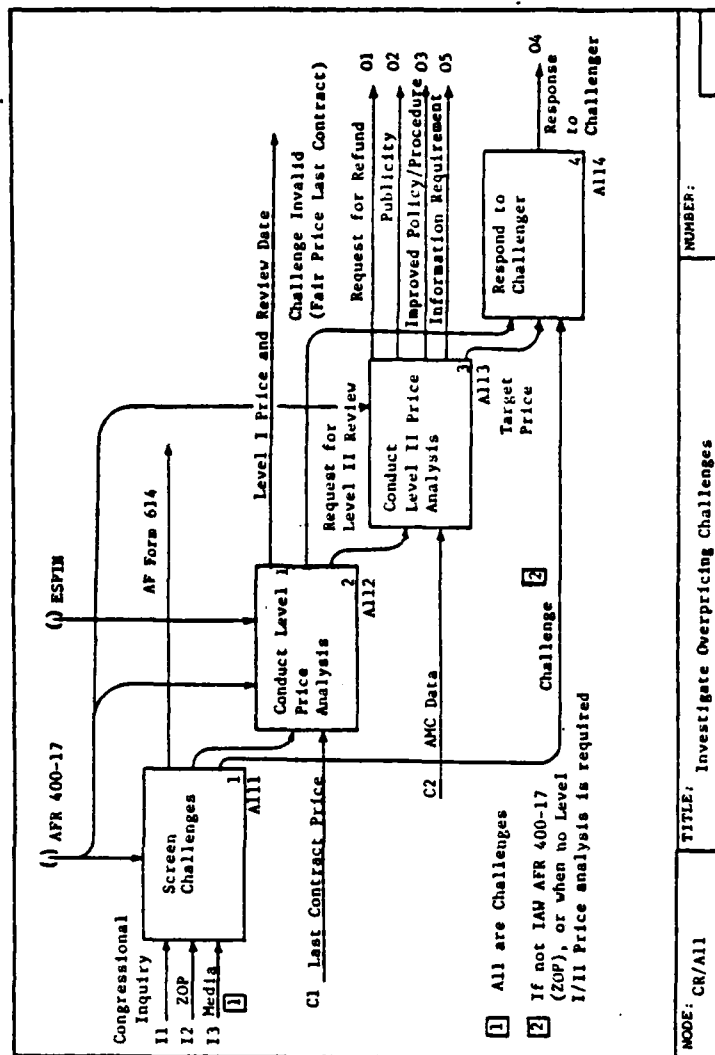 (,) AFR 400-17
(,) ESPIM
Congressional
Inquiry
I1
I2 ZOP
I3 Media
1
Screen
Challenges
1
A111
AF Form 614
C1 Last Contract Price
Conduct Level 1
Price
Analysis
2
A112
Level I Price and Review Date
Challenge Invalid
(Fair Price Last Contract)
Request for
Level II Review
C2 AMC Data
Conduct
Level II Price
Analysis
3
A113
Target
Price
Request for Refund O1
Publicity O2
Improved Policy/Procedure O3
Information Requirement O5
Challenge 2
Respond to
Challenger
4
A114
O4
Response
to
Challenger
1 All are Challenges
2 If not IAW AFR 400-17
(ZOP), or when no Level
I/II Price analysis is required
NODE: CR/A11
TITLE: Investigate Overpricing Challenges
NUMBER: